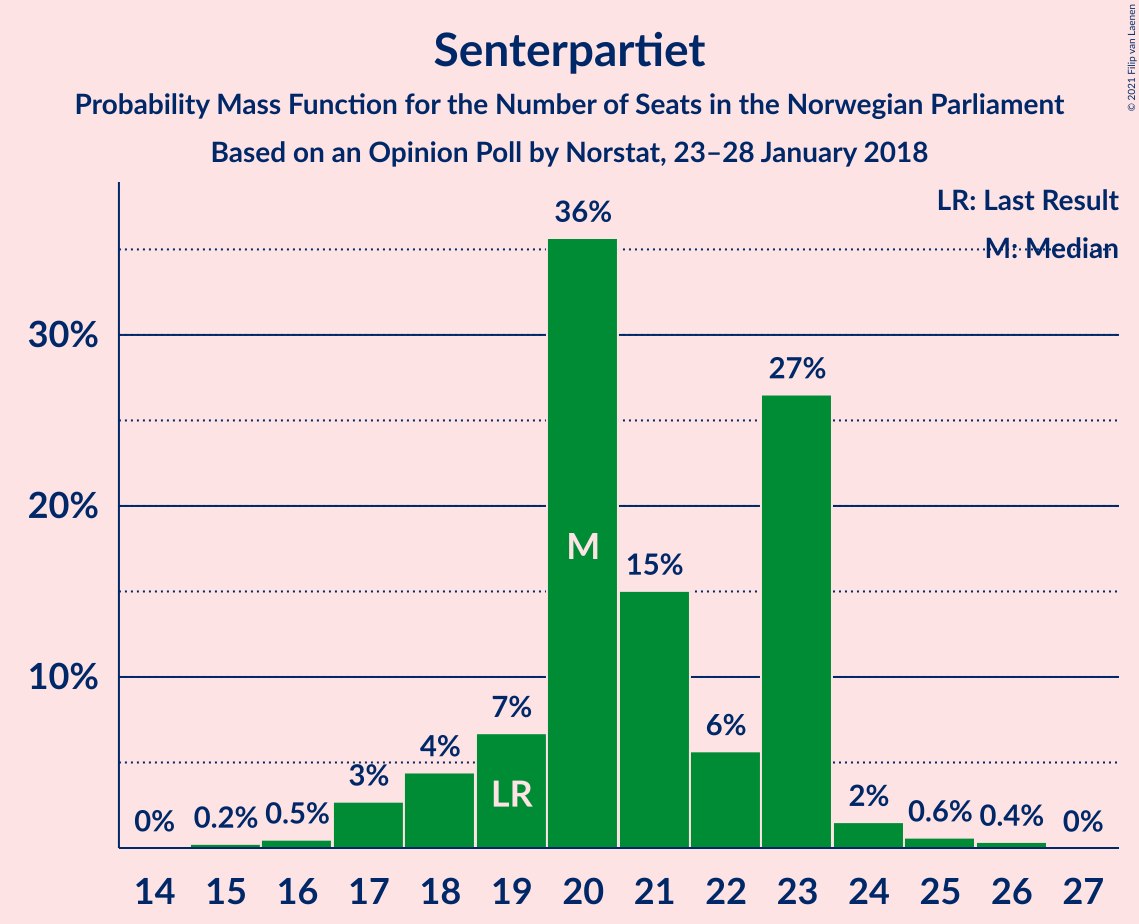 Senterpartiet
Probability Mass Function for the Number of Seats in the Norwegian Parliament
Based on an Opinion Poll by Norstat, 23–28 January 2018
© 2021 Filip van Laenen
LR: Last Result
M: Median
30%
20%
10%
0%
0.2%
0.5%
3%
4%
7%
36%
15%
6%
27%
2%
0.6%
0.4%
0%
LR
M
14 15 16 17 18 19 20 21 22 23 24 25 26 27